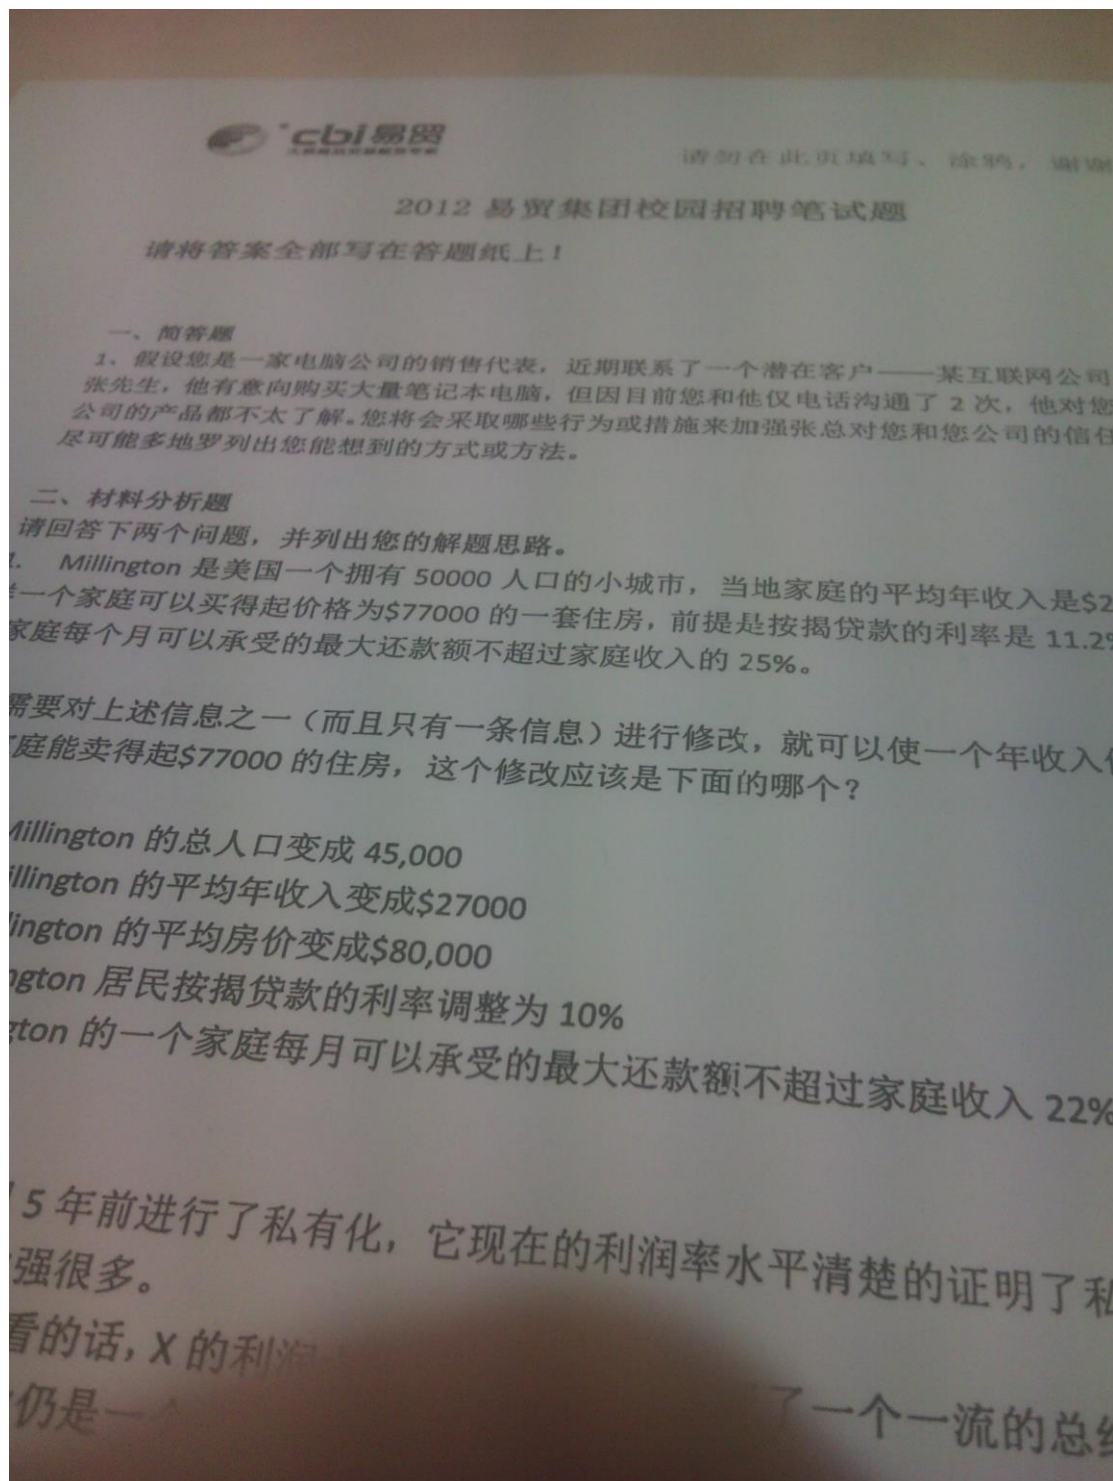 cbi 易贸
请勿在此页填写、涂鸦，谢谢
2012 易贸集团校园招聘笔试题
请将答案全部写在答题纸上！
一、简答题
1、假设您是一家电脑公司的销售代表，近期联系了一个潜在客户——某互联网公司
张先生，他有意向购买大量笔记本电脑，但因目前您和他仅电话沟通了 2 次，他对您
公司的产品都不太了解。您将会采取哪些行为或措施来加强张总对您和您公司的信任
尽可能多地罗列出您能想到的方式或方法。
二、材料分析题
请回答下两个问题，并列出您的解题思路。
1. Millington 是美国一个拥有 50000 人口的小城市，当地家庭的平均年收入是$2
一个家庭可以买得起价格为$77000 的一套住房，前提是按揭贷款的利率是 11.2%
家庭每个月可以承受的最大还款额不超过家庭收入的 25%。
需要对上述信息之一（而且只有一条信息）进行修改，就可以使一个年收入
庭能卖得起$77000 的住房，这个修改应该是下面的哪个？
Millington 的总人口变成 45,000
illington 的平均年收入变成$27000
lington 的平均房价变成$80,000
ngton 居民按揭贷款的利率调整为 10%
gton 的一个家庭每月可以承受的最大还款额不超过家庭收入 22%
5 年前进行了私有化，它现在的利润率水平清楚的证明了私
强很多。
看的话，X 的利润
仍是一个 了一个一流的总